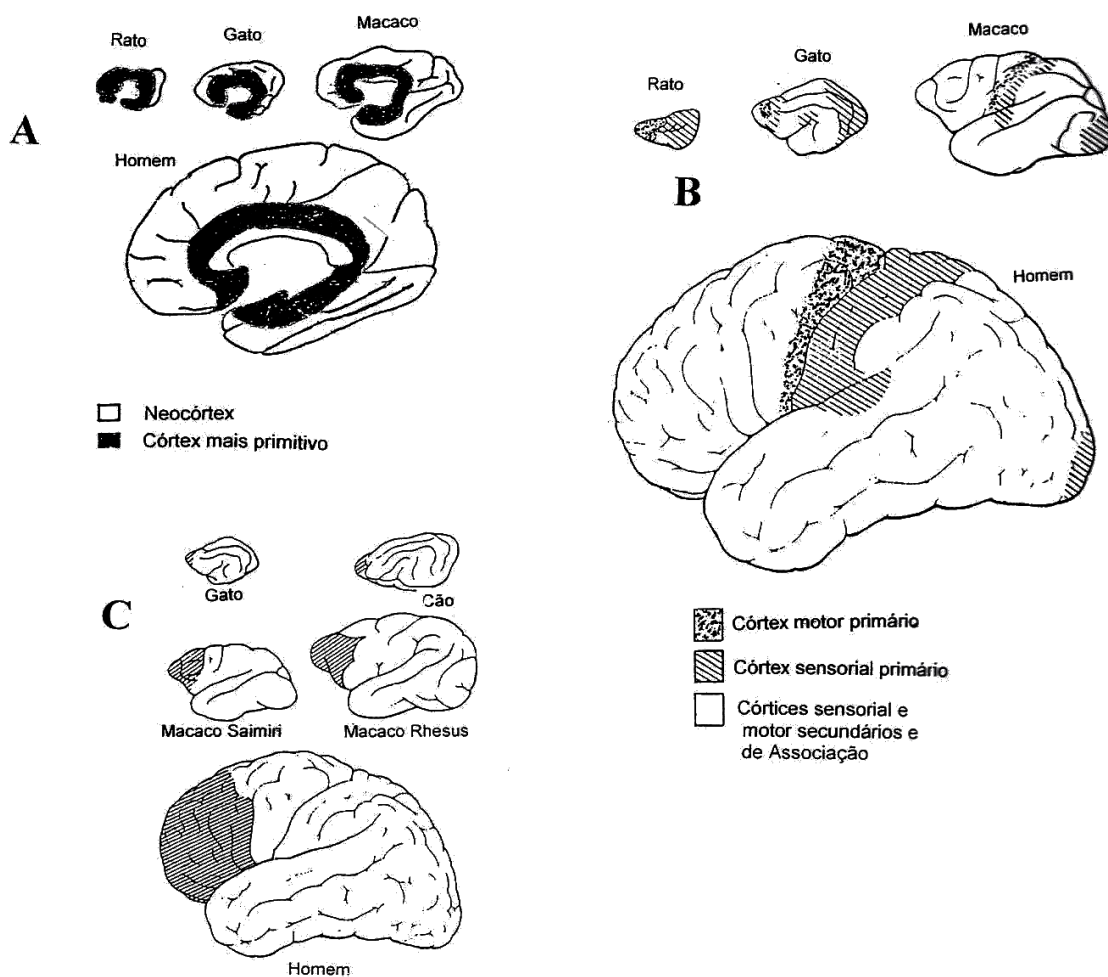 A
Rato
Gato
Macaco
Homem
Neocórtex
Córtex mais primitivo
B
Rato
Gato
Macaco
Homem
Córtex motor primário
Córtex sensorial primário
Córtices sensorial e
motor secundários e
de Associação
C
Gato
Cão
Macaco Saimiri
Macaco Rhesus
Homem